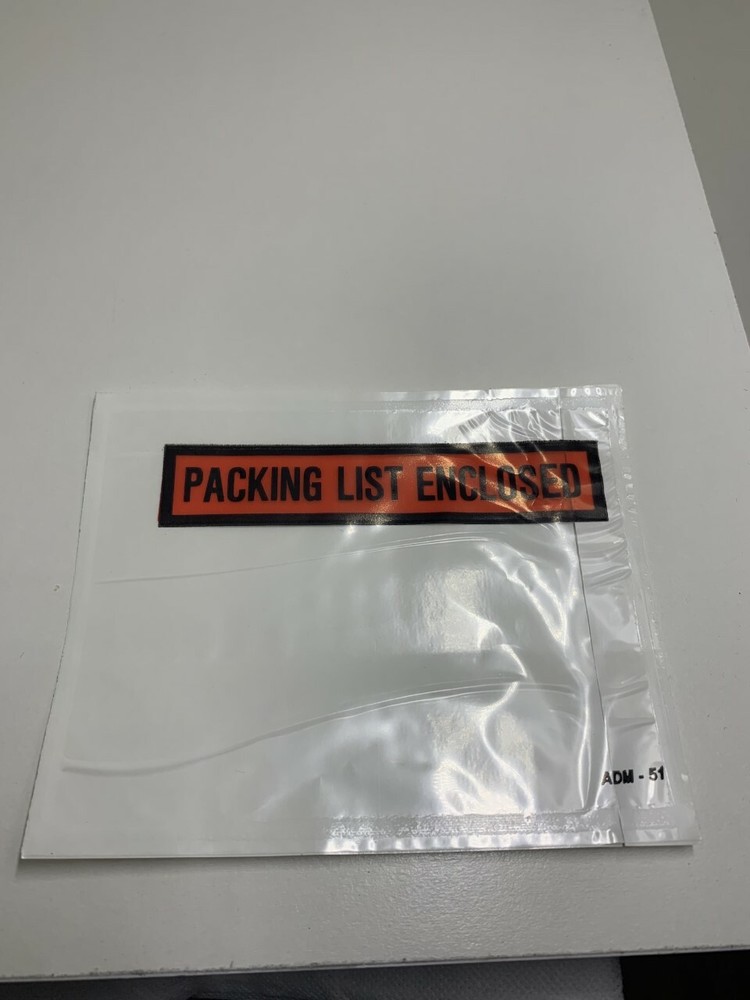 PACKING LIST ENCLOSED
ADM - 51